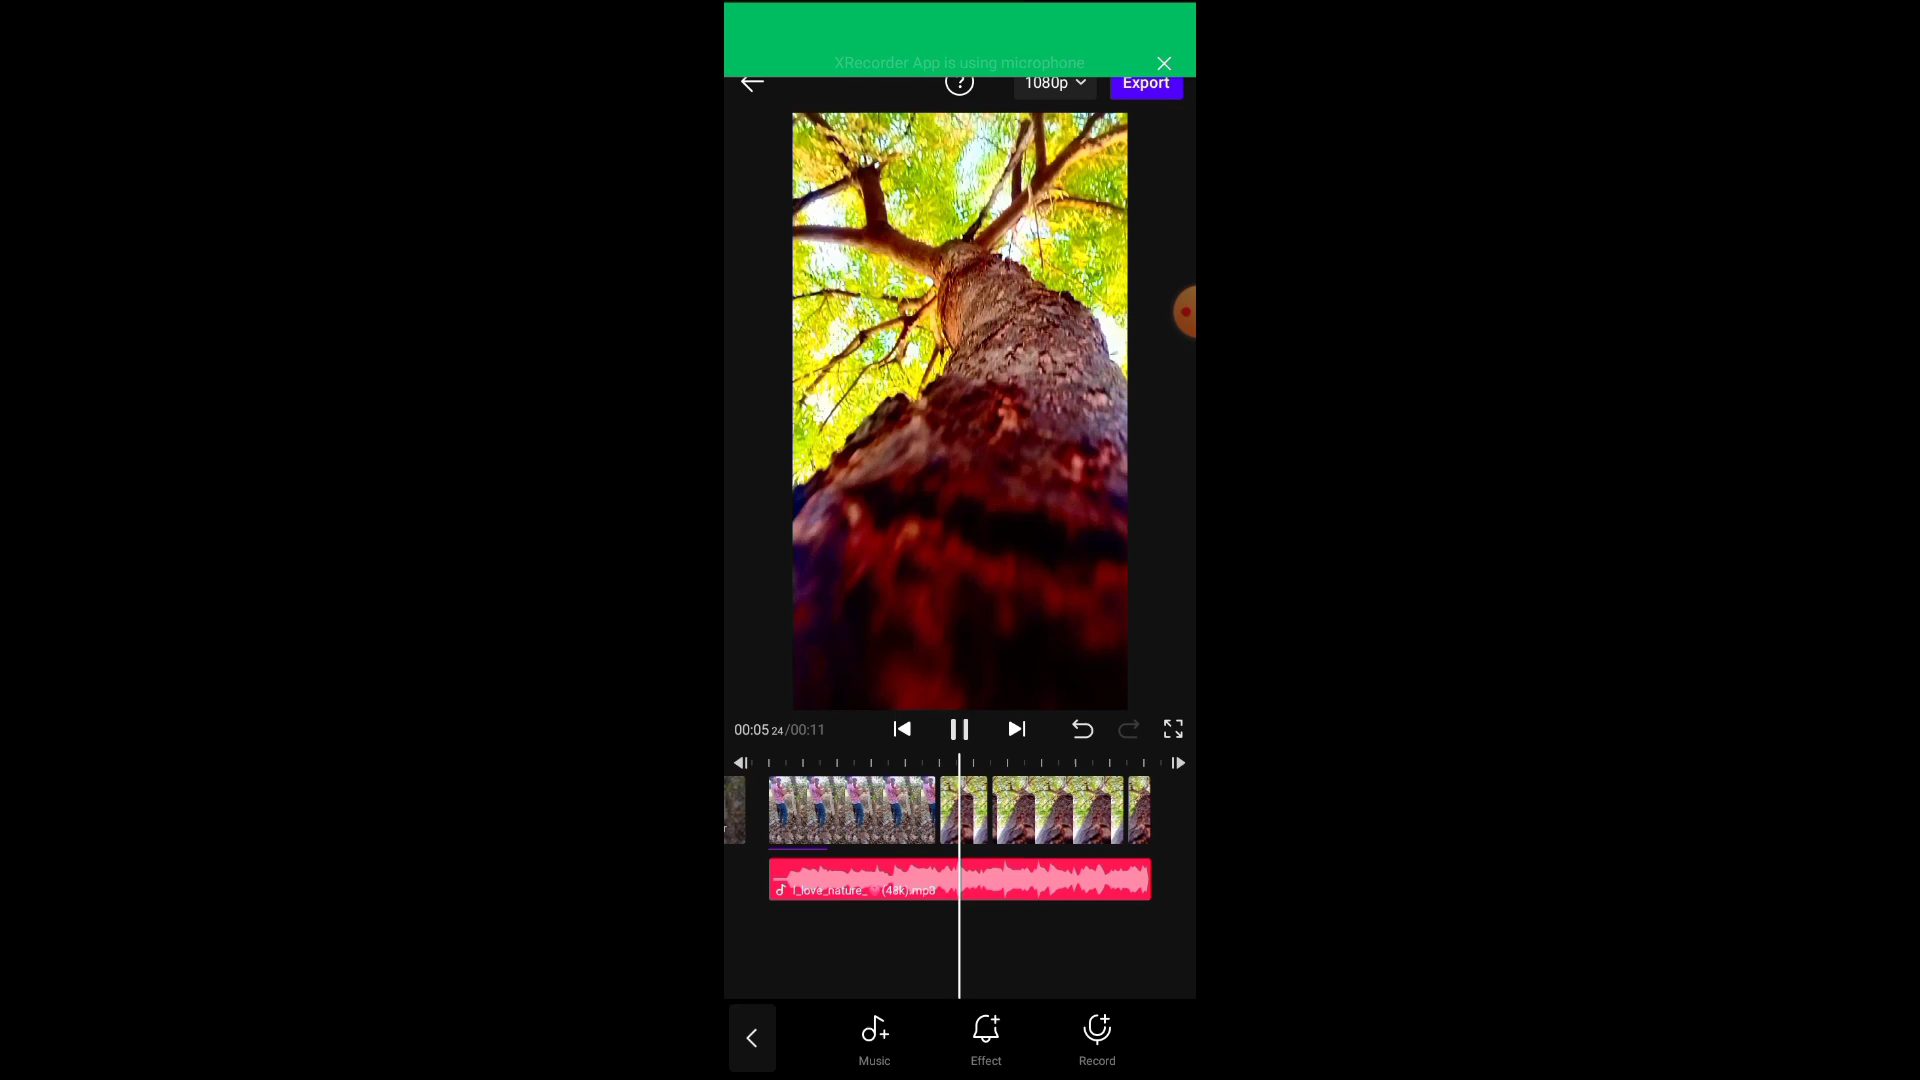 XRecorder App is using microphone
1080p
Export
00:05 24/00:11
I_love_nature_ (48k).mp3
Music
Effect
Record